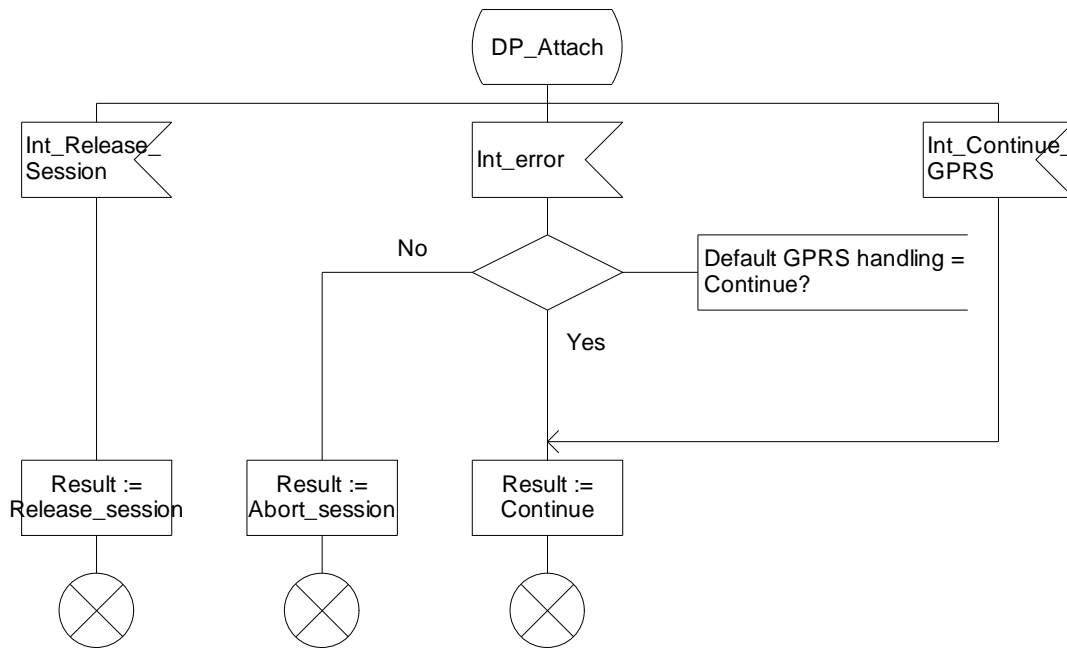 DP_Attach
Int_Release_
Session
Int_error
Int_Continue_
GPRS
No
Default GPRS handling =
Continue?
Yes
Result :=
Release_session
Result :=
Abort_session
Result :=
Continue